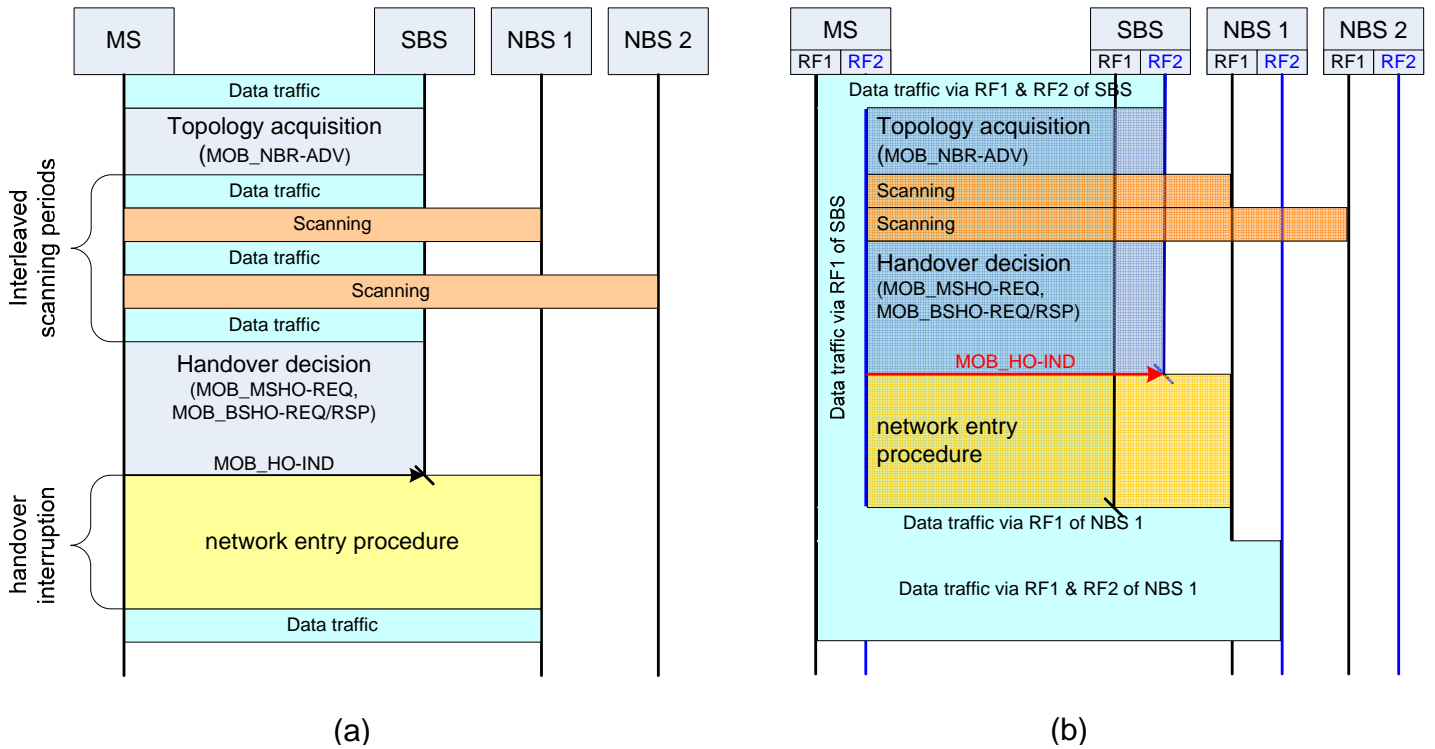 MS
SBS
NBS 1
NBS 2
Data traffic
Topology acquisition
(MOB_NBR-ADV)
Interleaved
scanning periods
Data traffic
Scanning
Data traffic
Scanning
Data traffic
Handover decision
(MOB_MSHO-REQ,
MOB_BSHO-REQ/RSP)
MOB_HO-IND
handover
interruption
network entry procedure
Data traffic
(a)
MS
RF1
RF2
SBS
RF1
RF2
NBS 1
RF1
RF2
NBS 2
RF1
RF2
Data traffic via RF1 & RF2 of SBS
Topology acquisition
(MOB_NBR-ADV)
Scanning
Scanning
Data traffic via RF1 of SBS
Handover decision
(MOB_MSHO-REQ,
MOB_BSHO-REQ/RSP)
MOB_HO-IND
network entry
procedure
Data traffic via RF1 of NBS 1
Data traffic via RF1 & RF2 of NBS 1
(b)